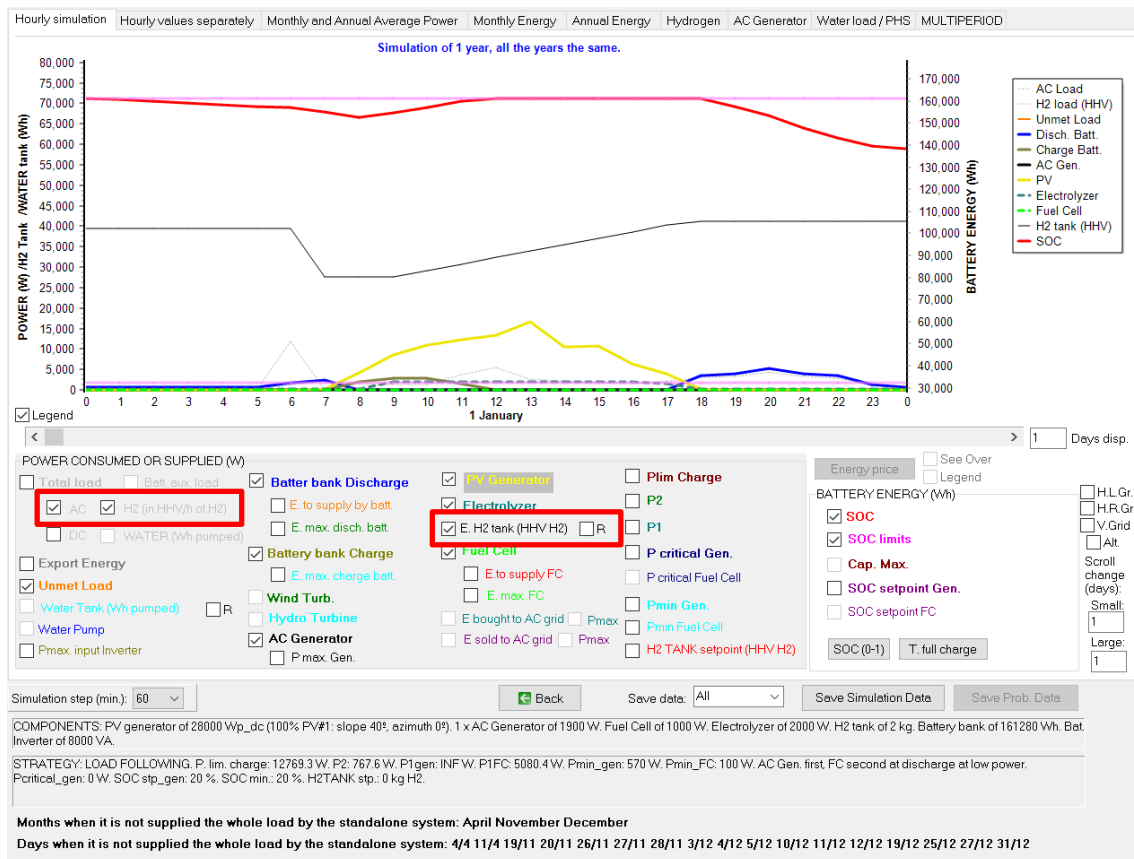 Hourly simulation Hourly values separately Monthly and Annual Average Power Monthly Energy Annual Energy Hydrogen AC Generator Water load / PHS MULTIPERIOD
Simulation of 1 year, all the years the same.
POWER (W) /H2 Tank /WATER tank (Wh)
80,000
75,000
70,000
65,000
60,000
55,000
50,000
45,000
40,000
35,000
30,000
25,000
20,000
15,000
10,000
5,000
0
0 1 2 3 4 5 6 7 8 9 10 11 12 13 14 15 16 17 18 19 20 21 22 23 0
1 January
170,000
160,000
150,000
140,000
130,000
120,000
110,000
100,000
90,000
80,000
70,000
60,000
50,000
40,000
30,000
BATTERY ENERGY (Wh)
AC Load
H2 load (HHV)
Unmet Load
Disch. Batt.
Charge Batt.
AC Gen.
PV
Electrolyzer
Fuel Cell
H2 tank (HHV)
SOC
Legend
1 Days disp.
POWER CONSUMED OR SUPPLIED (W)
Total load Batt. aux. load
AC H2 (in HHV/h of H2)
DC WATER (Wh pumped)
Export Energy
Unmet Load
Water Tank (Wh pumped) R
Water Pump
Pmax. input Inverter
Batter bank Discharge
E. to supply by batt.
E. max. disch. batt.
Battery bank Charge
E. max. charge batt.
Wind Turb.
Hydro Turbine
AC Generator
P max. Gen.
PV Generator
Electrolyzer
E. H2 tank (HHV H2) R
Fuel Cell
E.to supply FC
E. max. FC
E bought to AC grid Pmax
E sold to AC grid Pmax
Plim Charge
P2
P1
P critical Gen.
P critical Fuel Cell
Pmin Gen.
Pmin Fuel Cell
H2 TANK setpoint (HHV H2)
Energy price See Over
Legend
BATTERY ENERGY (Wh)
SOC
SOC limits
Cap. Max.
SOC setpoint Gen.
SOC setpoint FC
SOC (0-1) T. full charge
H.L.Gr.
H.R.Gr
V.Grid
Alt.
Scroll
change
(days):
Small:
1
Large:
1
Simulation step (min.): 60 Back Save data: All Save Simulation Data Save Prob. Data
COMPONENTS: PV generator of 28000 Wp_dc (100% PV#1: slope 40º, azimuth 0º). 1 x AC Generator of 1900 W. Fuel Cell of 1000 W. Electrolyzer of 2000 W. H2 tank of 2 kg. Battery bank of 161280 Wh. Bat.
Inverter of 8000 VA.
STRATEGY: LOAD FOLLOWING. P. lim. charge: 12769.3 W. P2: 767.6 W. P1gen: INF W. P1FC: 5080.4 W. Pmin_gen: 570 W. Pmin_FC: 100 W. AC Gen. first, FC second at discharge at low power.
Pcritical_gen: 0 W. SOC stp_gen: 20 %. SOC min.: 20 %. H2TANK stp.: 0 kg H2.
Months when it is not supplied the whole load by the standalone system: April November December
Days when it is not supplied the whole load by the standalone system: 4/4 11/4 19/11 20/11 26/11 27/11 28/11 3/12 4/12 5/12 10/12 11/12 12/12 19/12 25/12 27/12 31/12